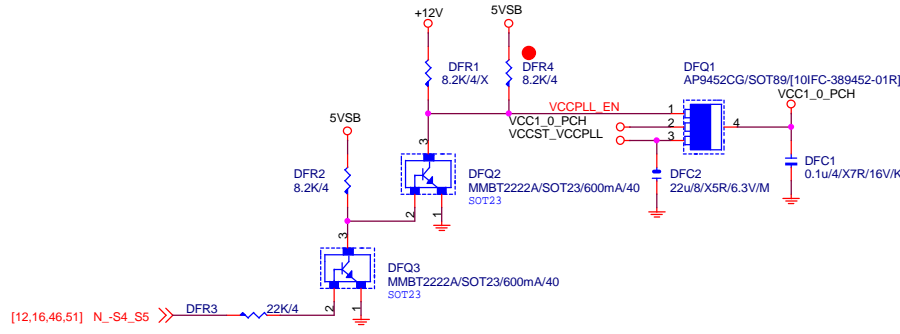 +12V
5VSB
DFR1
8.2K/4/X
DFR4
8.2K/4
DFQ1
AP9452CG/SOT89/[10IFC-389452-01R]
VCC1_0_PCH
VCCPLL_EN
1
VCC1_0_PCH
2
4
VCCST_VCCPLL
3
5VSB
3
DFC1
0.1u/4/X7R/16V/K
DFC2
22u/8/X5R/6.3V/M
DFR2
8.2K/4
DFQ2
MMBT2222A/SOT23/600mA/40
SOT23
2
1
3
DFQ3
MMBT2222A/SOT23/600mA/40
SOT23
[12,16,46,51] N_-S4_S5
DFR3
22K/4
2
1